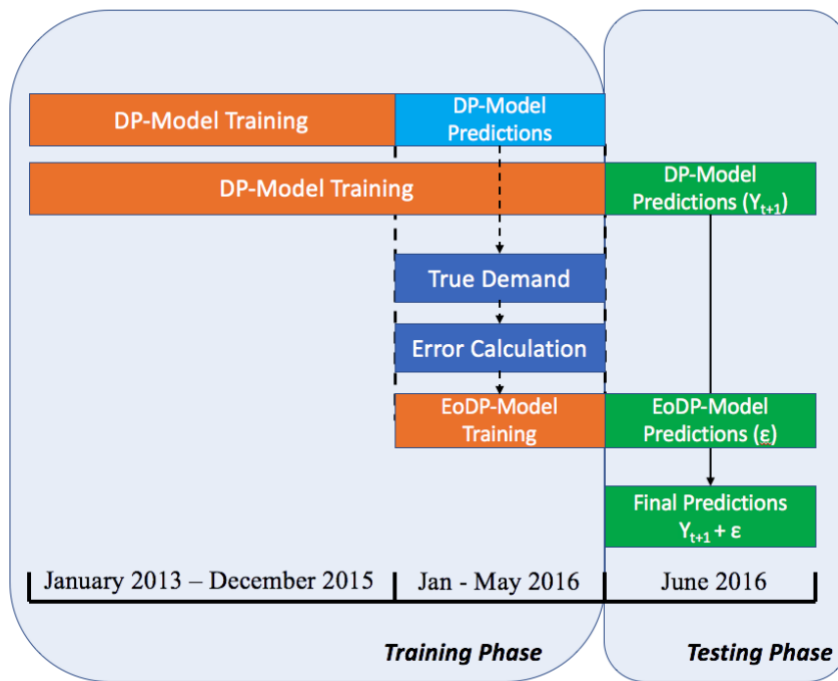 DP-Model Training
DP-Model
Predictions
DP-Model Training
DP-Model
Predictions (Yt+1)
True Demand
Error Calculation
EoDP-Model
Training
EoDP-Model
Predictions (ε)
Final Predictions
Yt+1 + ε
January 2013 – December 2015
Jan - May 2016
June 2016
Training Phase
Testing Phase